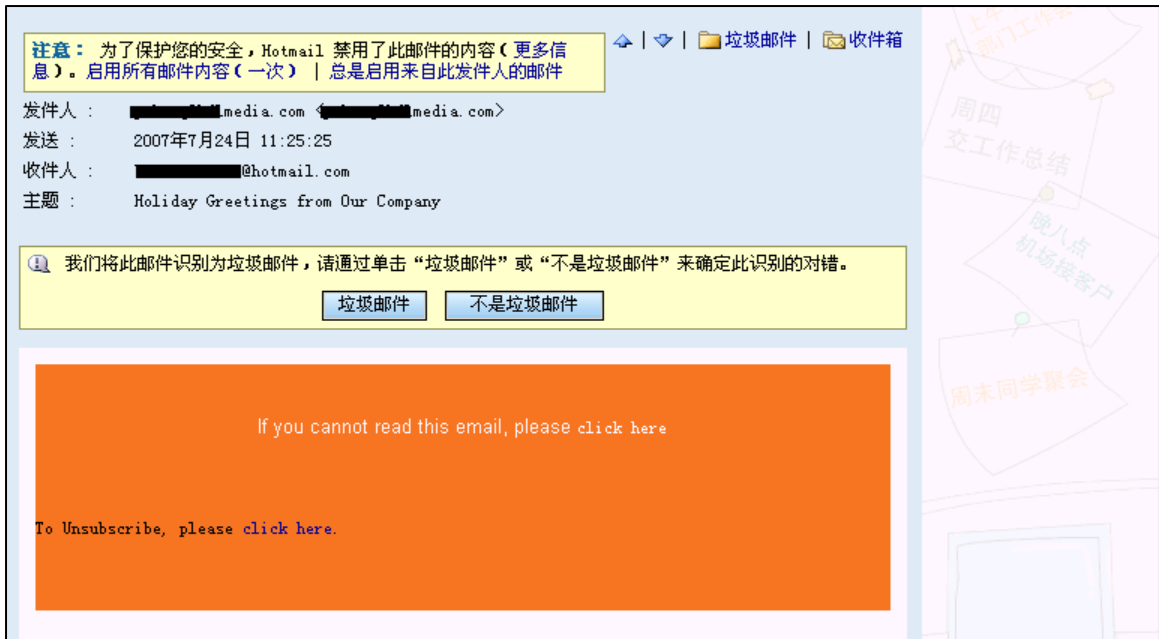 注意：  为了保护您的安全，Hotmail 禁用了此邮件的内容(更多信
息)。启用所有邮件内容(一次)  |  总是启用来自此发件人的邮件
| | 垃圾邮件 | 收件箱
发件人 : media.com < media.com>
发送 : 2007年7月24日 11:25:25
收件人 : @hotmail.com
主题 : Holiday Greetings from Our Company
我们将此邮件识别为垃圾邮件，请通过单击“垃圾邮件”或“不是垃圾邮件”来确定此识别的对错。
垃圾邮件 不是垃圾邮件
If you cannot read this email, please click here
To Unsubscribe, please click here.
上午
部门工作会
周四
交工作总结
晚八点
机场接客户
周末同学聚会